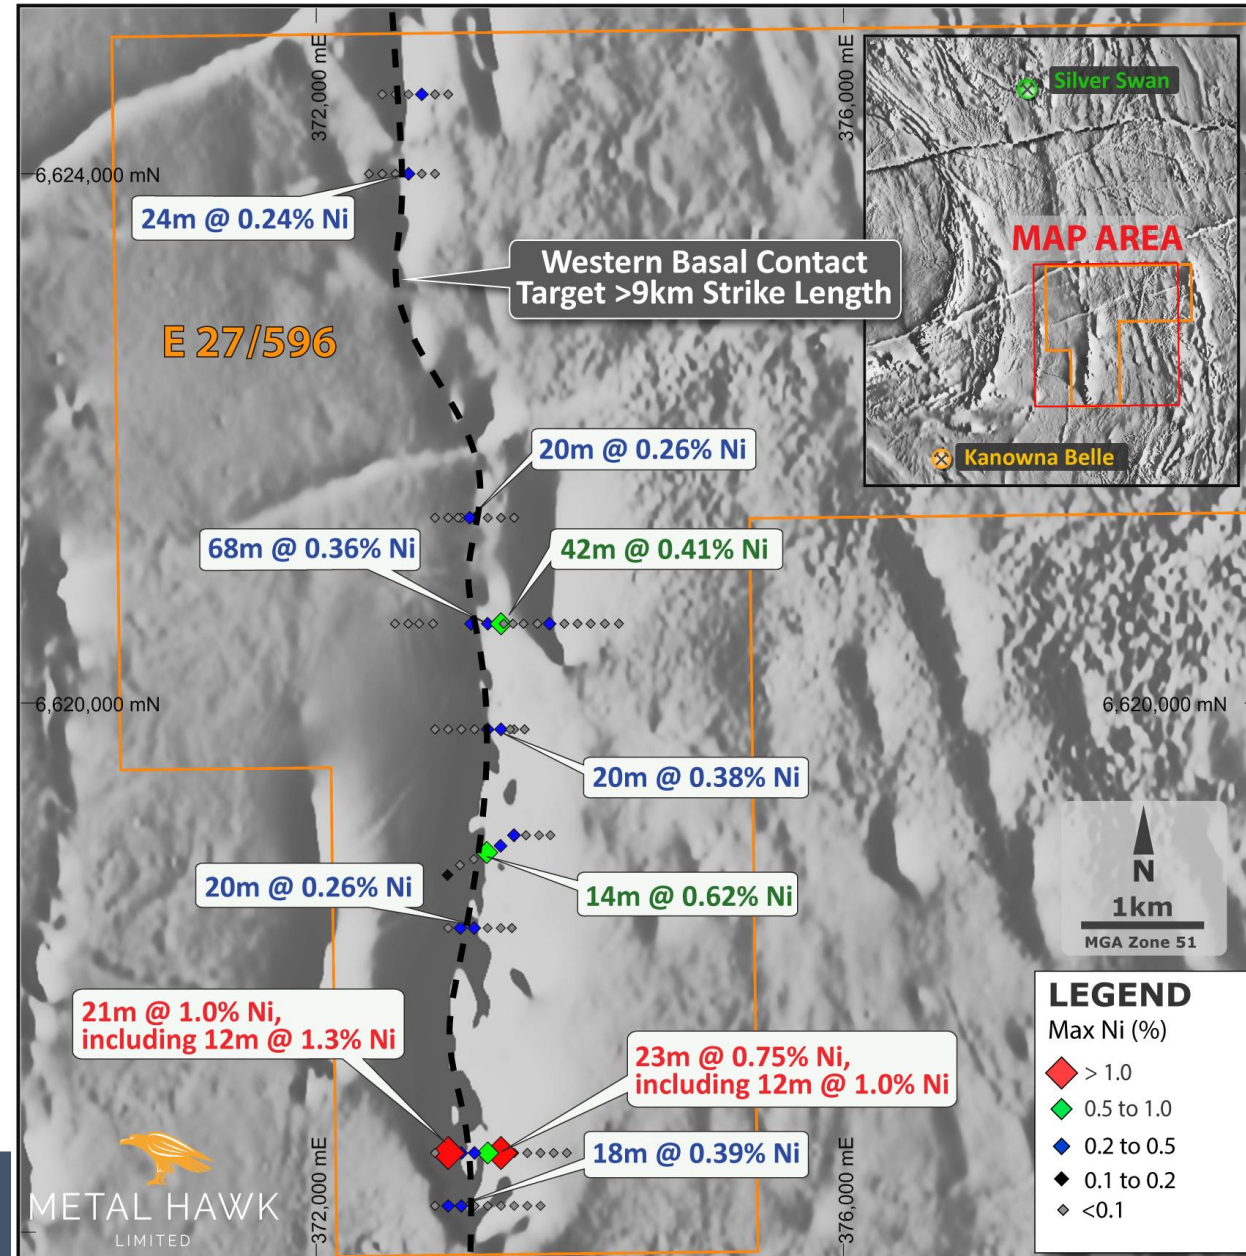 372,000 mE
376,000 mE
Silver Swan
6,624,000 mN
24m @ 0.24% Ni
MAP AREA
Western Basal Contact
Target >9km Strike Length
E 27/596
20m @ 0.26% Ni
Kanowna Belle
68m @ 0.36% Ni
42m @ 0.41% Ni
6,620,000 mN
6,620,000 mN
20m @ 0.38% Ni
20m @ 0.26% Ni
14m @ 0.62% Ni
N
1km
MGA Zone 51
21m @ 1.0% Ni,
including 12m @ 1.3% Ni
23m @ 0.75% Ni,
including 12m @ 1.0% Ni
18m @ 0.39% Ni
LEGEND
Max Ni (%)
> 1.0
0.5 to 1.0
0.2 to 0.5
0.1 to 0.2
<0.1
372,000 mE
376,000 mE
METAL HAWK
LIMITED